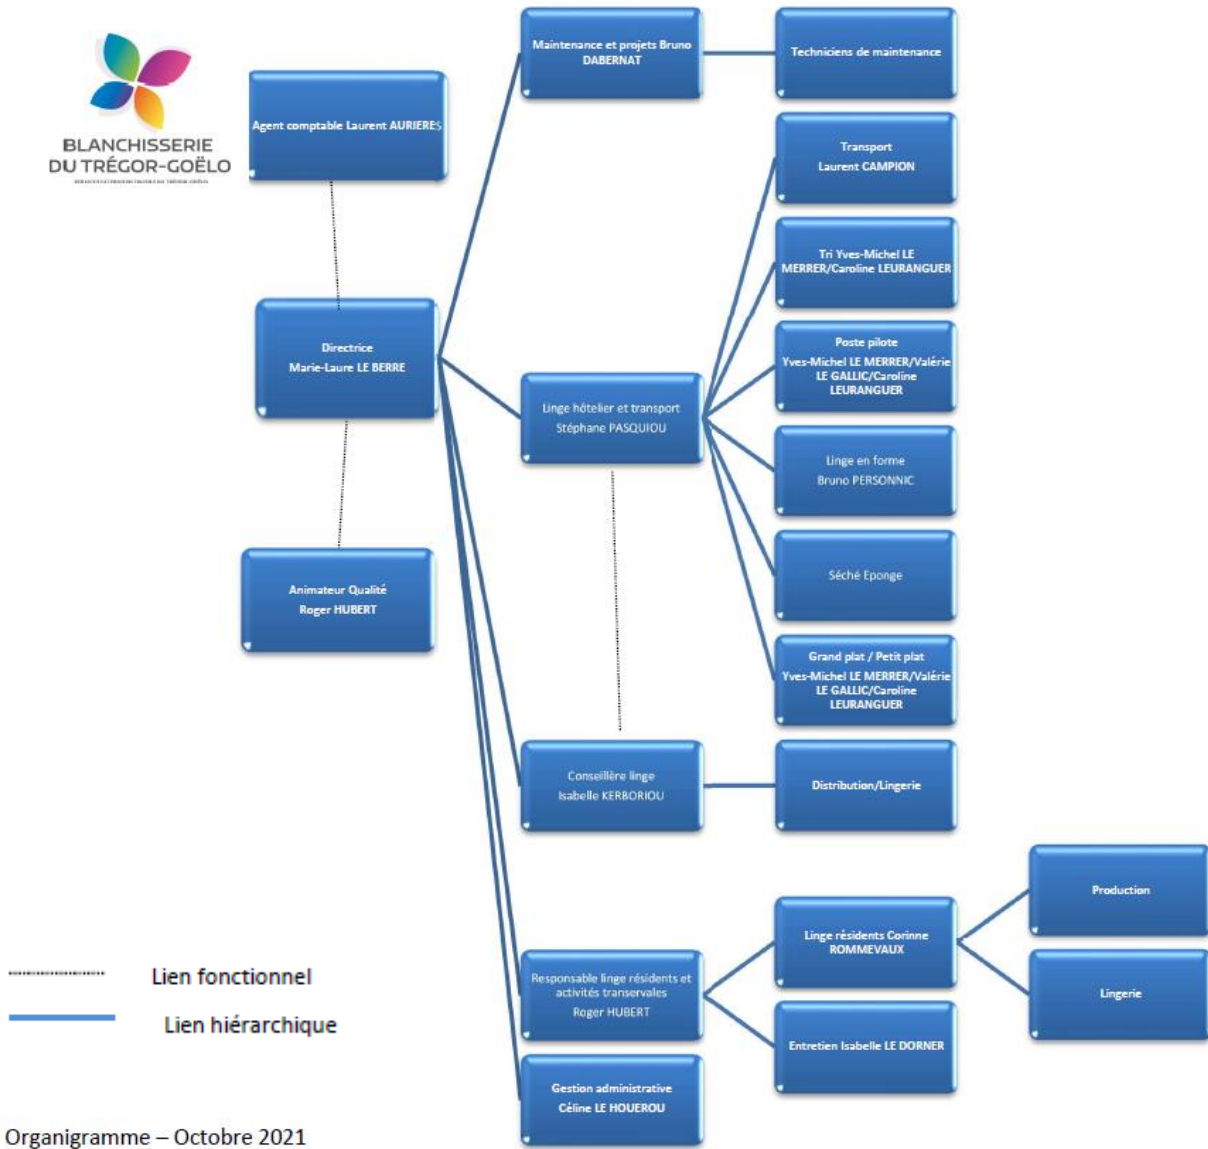 BLANCHISSERIE
DU TRÉGOR-GOËLO
Agent comptable Laurent AURIERES
Directrice
Marie-Laure LE BERRE
Animateur Qualité
Roger HUBERT
Maintenance et projets Bruno
DABERNAT
Techniciens de maintenance
Linge hôtelier et transport
Stéphane PASQUIOU
Transport
Laurent CAMPION
Tri Yves-Michel LE
MERRER/Caroline LEURANGUER
Poste pilote
Yves-Michel LE MERRER/Valérie
LE GALLIC/Caroline
LEURANGUER
Linge en forme
Bruno PERSONNIC
Séché Eponge
Grand plat / Petit plat
Yves-Michel LE MERRER/Valérie
LE GALLIC/Caroline
LEURANGUER
Conseillère linge
Isabelle KERBORIOU
Distribution/Lingerie
Responsable linge résidents et
activités transervales
Roger HUBERT
Linge résidents Corinne
ROMMEVAUX
Production
Lingerie
Entretien Isabelle LE DORNER
Gestion administrative
Céline LE HOUEROU
Lien fonctionnel
Lien hiérarchique
Organigramme – Octobre 2021